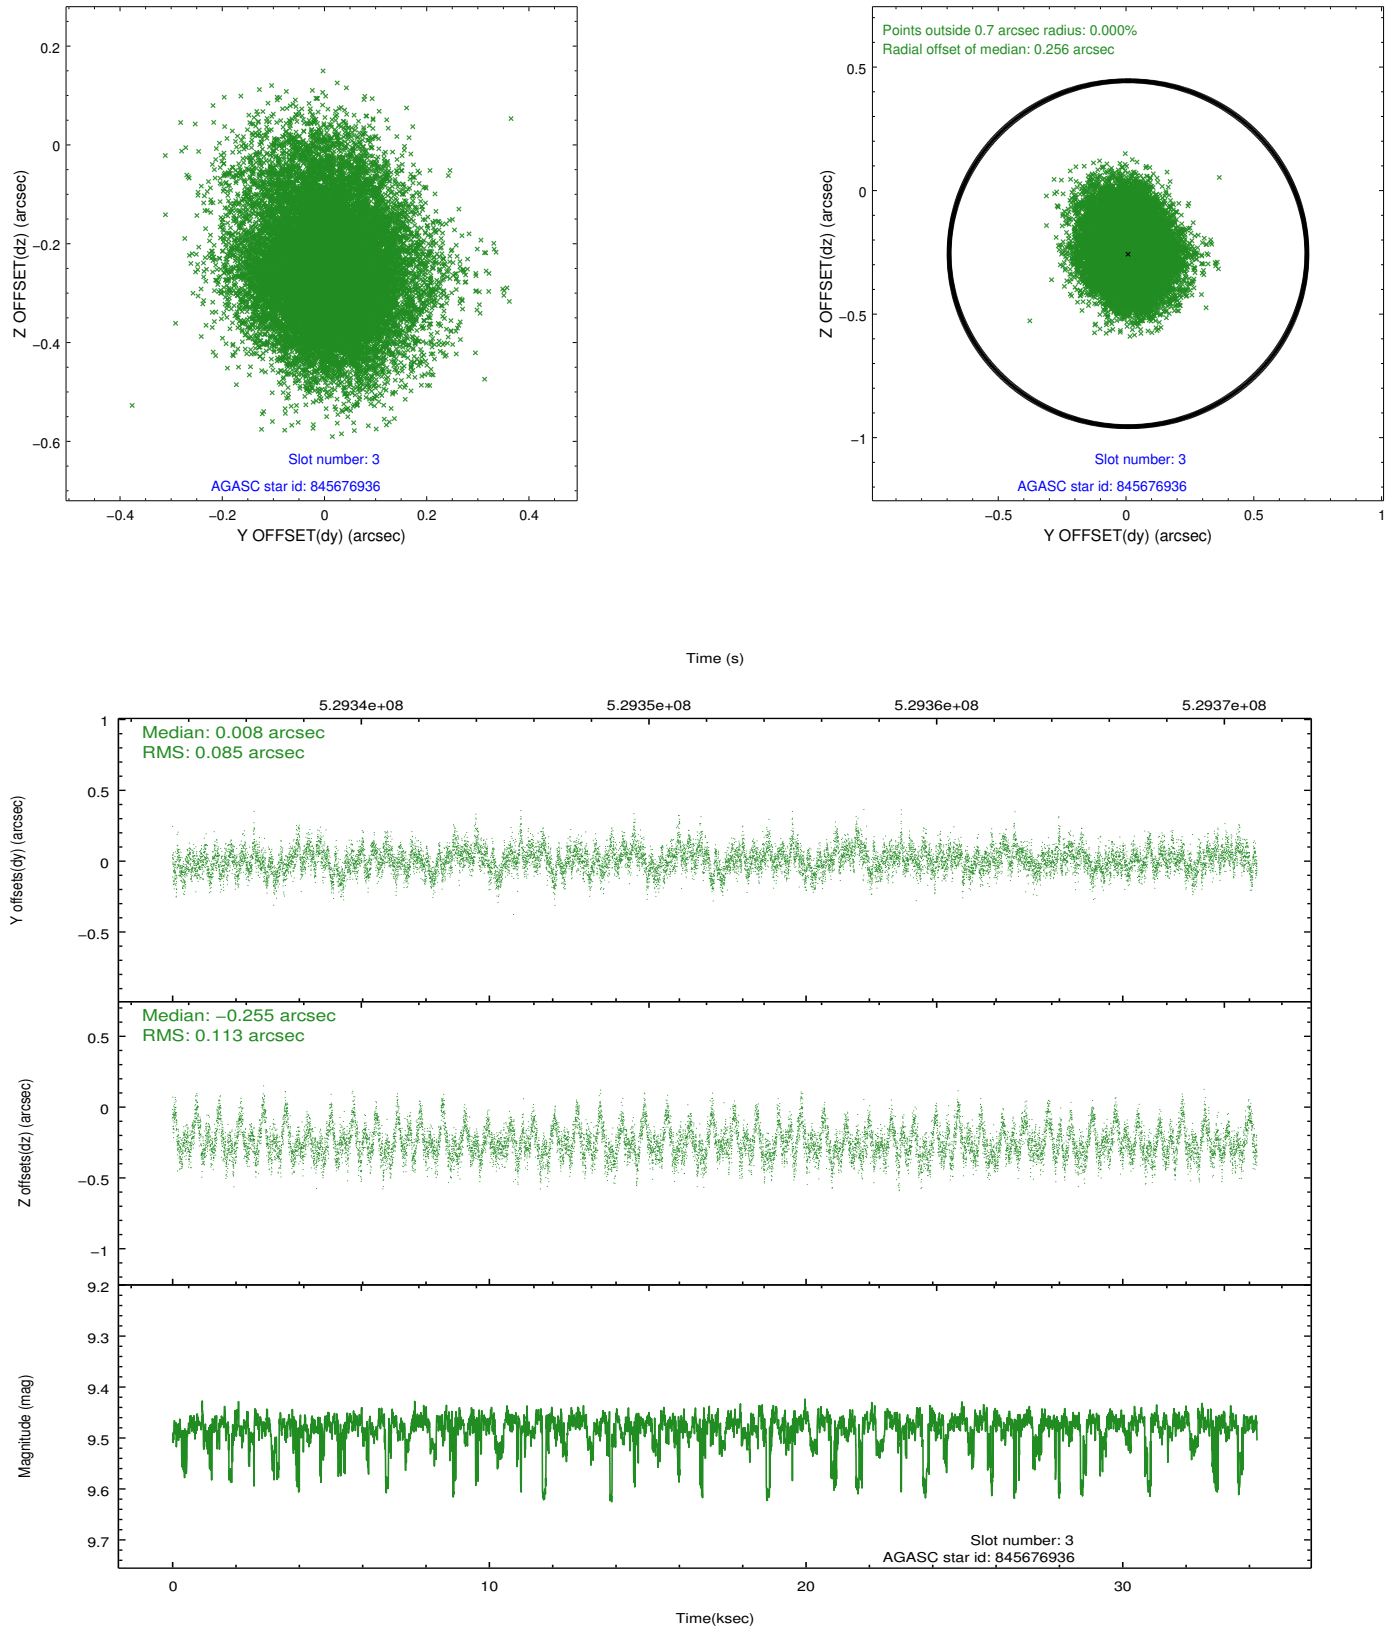 0.2
0
−0.2
−0.4
−0.6
Z OFFSET(dz) (arcsec)
Slot number: 3
AGASC star id: 845676936
−0.4
−0.2
0
0.2
0.4
Y OFFSET(dy) (arcsec)
Points outside 0.7 arcsec radius: 0.000%
Radial offset of median: 0.256 arcsec
0.5
0
−0.5
−1
Z OFFSET(dz) (arcsec)
Slot number: 3
AGASC star id: 845676936
−0.5
0
0.5
1
Y OFFSET(dy) (arcsec)
Time (s)
5.2934e+08
5.2935e+08
5.2936e+08
5.2937e+08
Median: 0.008 arcsec
RMS: 0.085 arcsec
1
0.5
0
−0.5
Y offsets(dy) (arcsec)
Median: −0.255 arcsec
RMS: 0.113 arcsec
0.5
0
−0.5
−1
Z offsets(dz) (arcsec)
9.2
9.3
9.4
9.5
9.6
9.7
Magnitude (mag)
Slot number: 3
AGASC star id: 845676936
0
10
20
30
Time(ksec)